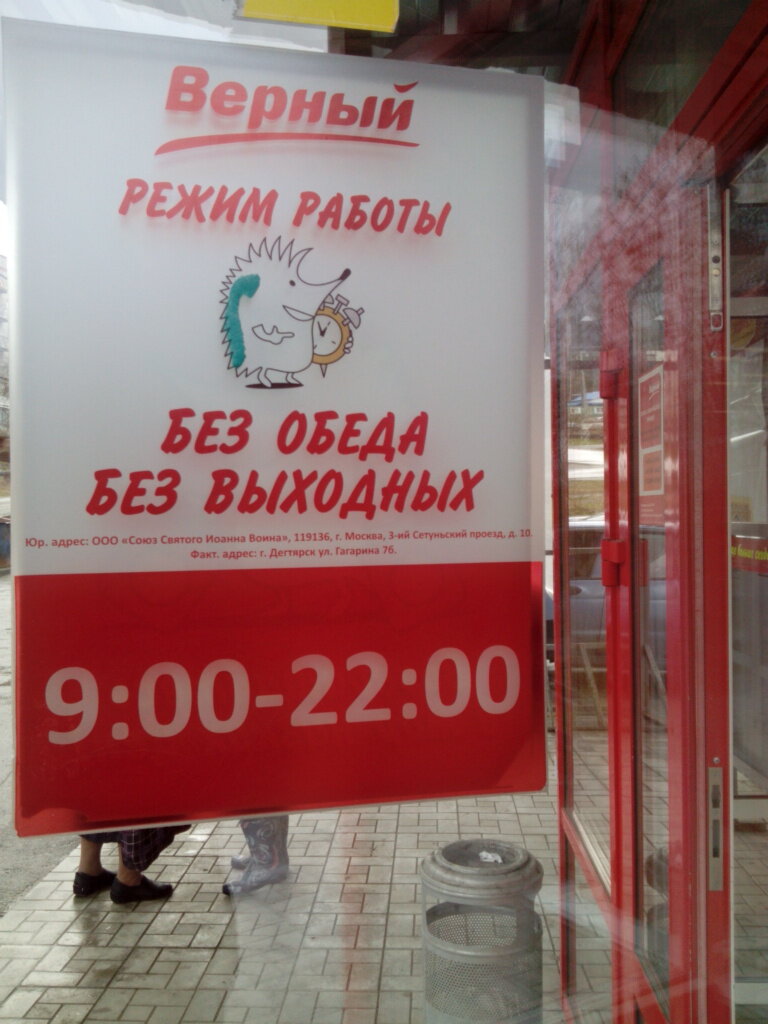 Верный
РЕЖИМ РАБОТЫ
БЕЗ ОБЕДА
БЕЗ ВЫХОДНЫХ
Юр. адрес: ООО «Союз Святого Иоанна Воина», 119136, г. Москва, 3-ий Сетуньский проезд, д. 10.
Факт. адрес: г. Дегтярск ул. Гагарина 7б.
9:00-22:00